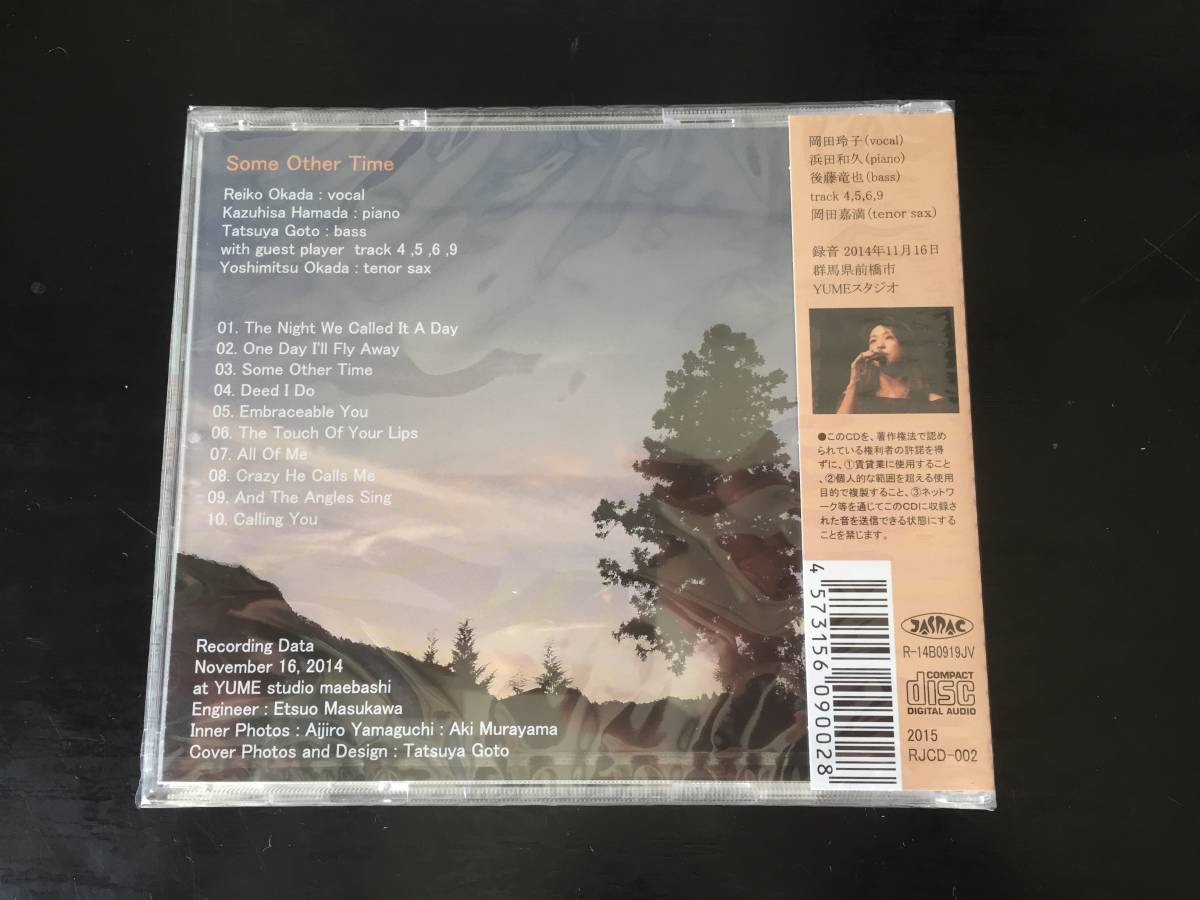 Some Other Time
Reiko Okada : vocal
Kazuhisa Hamada : piano
Tatsuya Goto : bass
with guest player track 4 ,5 ,6 ,9
Yoshimitsu Okada : tenor sax
01. The Night We Called It A Day
02. One Day I'll Fly Away
03. Some Other Time
04. Deed I Do
05. Embraceable You
06. The Touch Of Your Lips
07. All Of Me
08. Crazy He Calls Me
09. And The Angles Sing
10. Calling You
Recording Data
November 16, 2014
at YUME studio maebashi
Engineer : Etsuo Masukawa
Inner Photos : Aijiro Yamaguchi : Aki Murayama
Cover Photos and Design : Tatsuya Goto
岡田玲子(vocal)
浜田和久(piano)
後藤竜也(bass)
track 4,5,6,9
岡田嘉満(tenor sax)
録音 2014年11月16日
群馬県前橋市
YUMEスタジオ
●このCDを、著作権法で認め
られている権利者の許諾を得
ずに、①賃貸業に使用すること
、②個人的な範囲を超える使用
目的で複製すること、③ネットワ
ーク等を通じてこのCDに収録さ
れた音を送信できる状態にする
ことを禁じます。
4 573156 090028
JASRAC
R-14B0919JV
COMPACT
disc
DIGITAL AUDIO
2015
RJCD-002